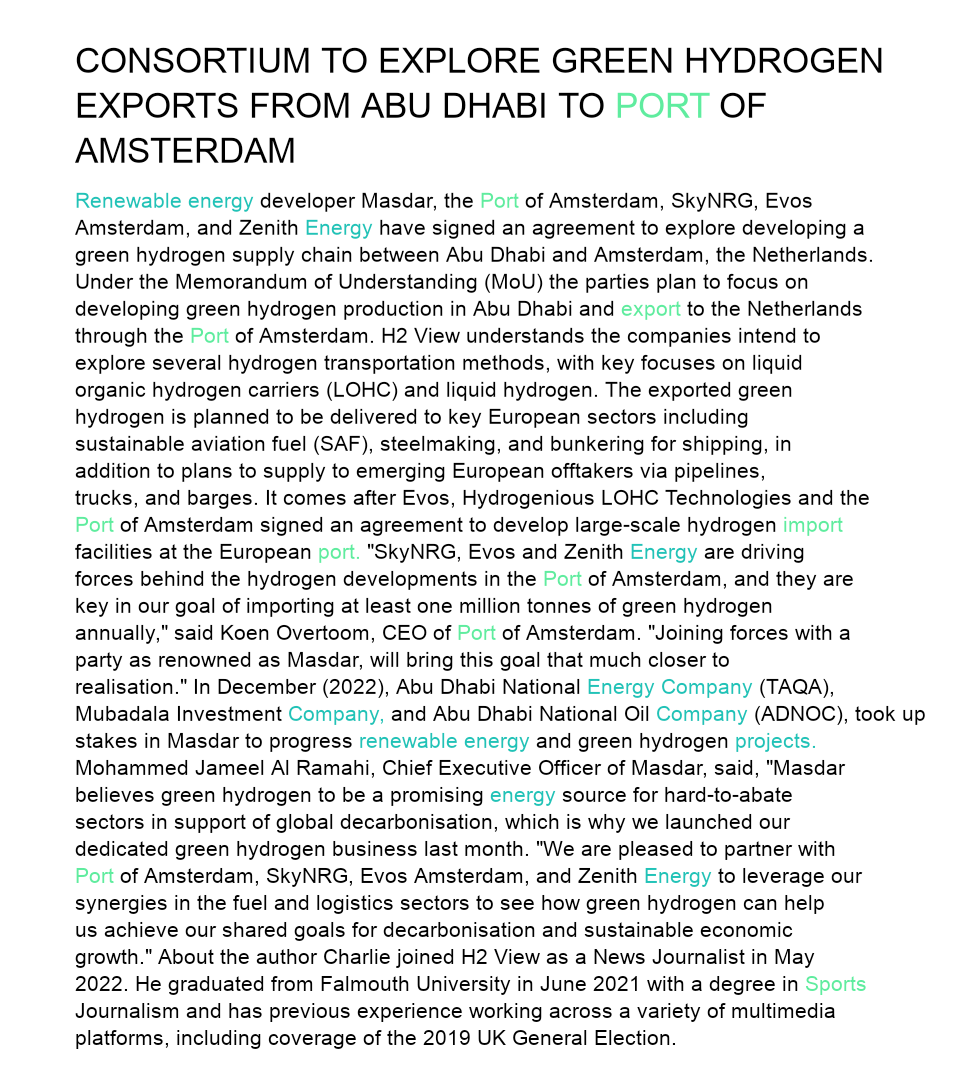 CONSORTIUM TO EXPLORE GREEN HYDROGEN
EXPORTS FROM ABU DHABI TO PORT OF
AMSTERDAM
Renewable energy developer Masdar, the Port of Amsterdam, SkyNRG, Evos
Amsterdam, and Zenith Energy have signed an agreement to explore developing a
green hydrogen supply chain between Abu Dhabi and Amsterdam, the Netherlands.
Under the Memorandum of Understanding (MoU) the parties plan to focus on
developing green hydrogen production in Abu Dhabi and export to the Netherlands
through the Port of Amsterdam. H2 View understands the companies intend to
explore several hydrogen transportation methods, with key focuses on liquid
organic hydrogen carriers (LOHC) and liquid hydrogen. The exported green
hydrogen is planned to be delivered to key European sectors including
sustainable aviation fuel (SAF), steelmaking, and bunkering for shipping, in
addition to plans to supply to emerging European offtakers via pipelines,
trucks, and barges. It comes after Evos, Hydrogenious LOHC Technologies and the
Port of Amsterdam signed an agreement to develop large-scale hydrogen import
facilities at the European port. "SkyNRG, Evos and Zenith Energy are driving
forces behind the hydrogen developments in the Port of Amsterdam, and they are
key in our goal of importing at least one million tonnes of green hydrogen
annually," said Koen Overtoom, CEO of Port of Amsterdam. "Joining forces with a
party as renowned as Masdar, will bring this goal that much closer to
realisation." In December (2022), Abu Dhabi National Energy Company (TAQA),
Mubadala Investment Company, and Abu Dhabi National Oil Company (ADNOC), took up
stakes in Masdar to progress renewable energy and green hydrogen projects.
Mohammed Jameel Al Ramahi, Chief Executive Officer of Masdar, said, "Masdar
believes green hydrogen to be a promising energy source for hard-to-abate
sectors in support of global decarbonisation, which is why we launched our
dedicated green hydrogen business last month. "We are pleased to partner with
Port of Amsterdam, SkyNRG, Evos Amsterdam, and Zenith Energy to leverage our
synergies in the fuel and logistics sectors to see how green hydrogen can help
us achieve our shared goals for decarbonisation and sustainable economic
growth." About the author Charlie joined H2 View as a News Journalist in May
2022. He graduated from Falmouth University in June 2021 with a degree in Sports
Journalism and has previous experience working across a variety of multimedia
platforms, including coverage of the 2019 UK General Election.